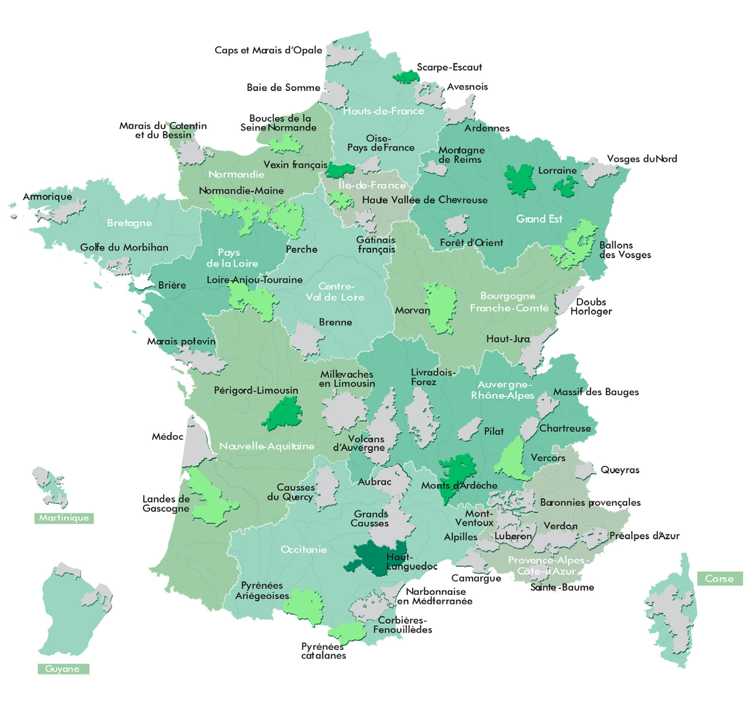 Caps et Marais d'Opale
Scarpe-Escaut
Baie de Somme
Avesnois
Hauts-de-France
Boucles de la
Seine Normande
Marais du Cotentin
et du Bessin
Ardennes
Oise-
Pays de France
Montagne
de Reims
Vexin français
Lorraine
Vosges du Nord
Normandie
Île-de-France
Normandie-Maine
Haute Vallée de Chevreuse
Armorique
Bretagne
Grand Est
Golfe du Morbihan
Perche
Gâtinais
français
Forêt d'Orient
Ballons
des Vosges
Pays
de la Loire
Brière
Loire-Anjou-Touraine
Centre-
Val de Loire
Morvan
Bourgogne
Franche-Comté
Doubs
Horloger
Brenne
Marais potevin
Haut-Jura
Millevaches
en Limousin
Livradois-
Forez
Périgord-Limousin
Auvergne-
Rhône-Alpes
Massif des Bauges
Médoc
Nouvelle-Aquitaine
Volcans
d'Auvergne
Pilat
Chartreuse
Vercors
Queyras
Causses
du Quercy
Aubrac
Monts d'Ardèche
Landes de
Gascogne
Baronnies provençales
Martinique
Grands
Causses
Mont-
Ventoux
Verdon
Alpilles
Luberon
Préalpes d'Azur
Occitanie
Haut-
Languedoc
Provence-Alpes-
Côte-d'Azur
Camargue
Sainte-Baume
Corse
Pyrénées
Ariégeoises
Narbonnaise
en Méditerranée
Corbières-
Fenouillèdes
Pyrénées
catalanes
Guyane